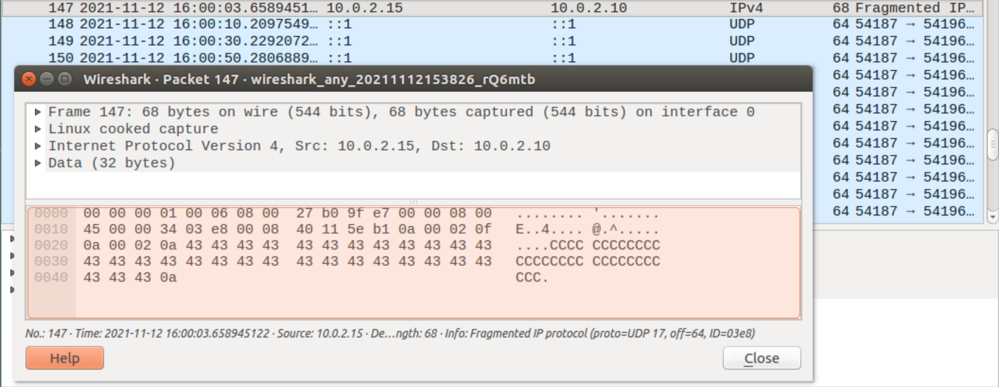 147 2021-11-12 16:00:03.6589451… 10.0.2.15 10.0.2.10 IPv4 68 Fragmented IP…
148 2021-11-12 16:00:10.2097549… ::1 ::1 UDP 64 54187 → 54196…
149 2021-11-12 16:00:30.2292072… ::1 ::1 UDP 64 54187 → 54196…
150 2021-11-12 16:00:50.2806889… ::1 ::1 UDP 64 54187 → 54196…
64 54187 → 54196…
64 54187 → 54196…
64 54187 → 54196…
64 54187 → 54196…
64 54187 → 54196…
64 54187 → 54196…
64 54187 → 54196…
64 54187 → 54196…
64 54187 → 54196…
Wireshark · Packet 147 · wireshark_any_20211112153826_rQ6mtb
Frame 147: 68 bytes on wire (544 bits), 68 bytes captured (544 bits) on interface 0
Linux cooked capture
Internet Protocol Version 4, Src: 10.0.2.15, Dst: 10.0.2.10
Data (32 bytes)
0000 00 00 00 01 00 06 08 00 27 b0 9f e7 00 00 08 00 ........ '.......
0010 45 00 00 34 03 e8 00 08 40 11 5e b1 0a 00 02 0f E..4.... @.^.....
0020 0a 00 02 0a 43 43 43 43 43 43 43 43 43 43 43 43 ....CCCC CCCCCCCC
0030 43 43 43 43 43 43 43 43 43 43 43 43 43 43 43 43 CCCCCCCC CCCCCCCC
0040 43 43 43 0a CCC.
No.: 147 · Time: 2021-11-12 16:00:03.658945122 · Source: 10.0.2.15 · De…ngth: 68 · Info: Fragmented IP protocol (proto=UDP 17, off=64, ID=03e8)
Help
Close